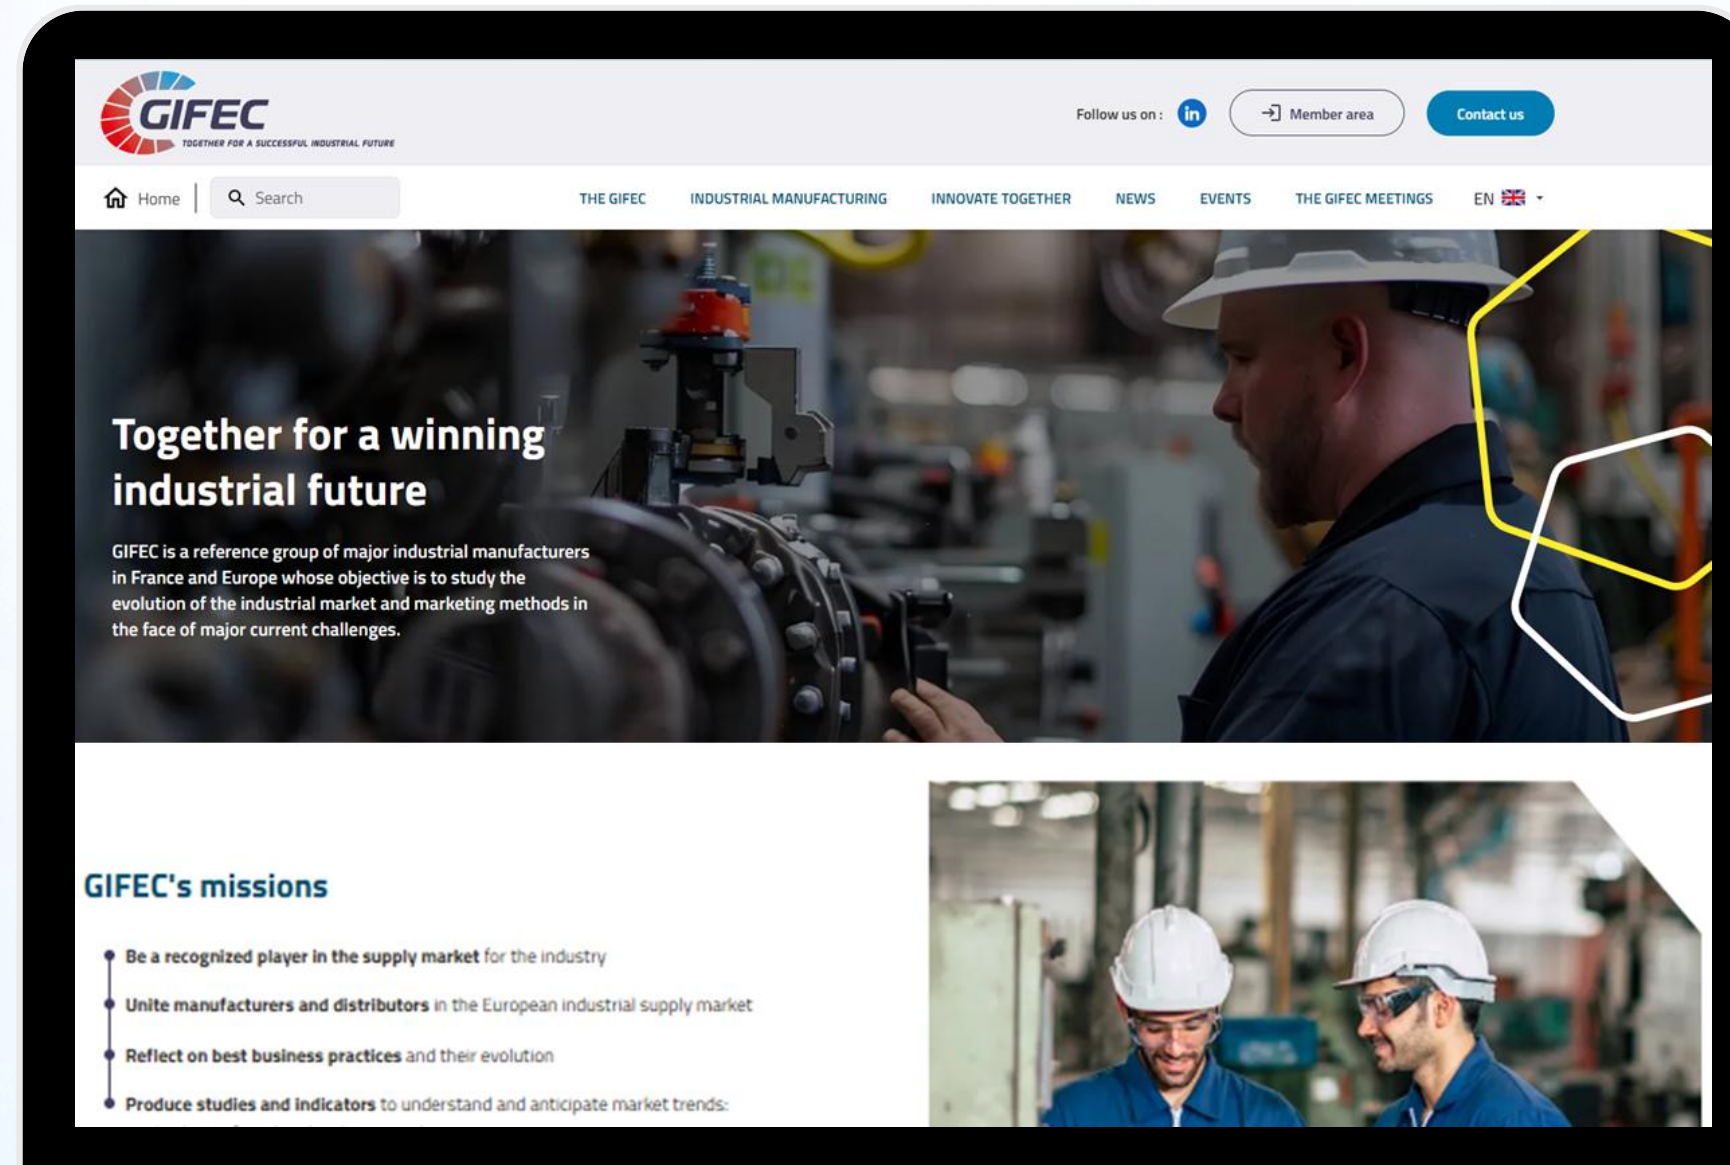 GIFEC
TOGETHER FOR A SUCCESSFUL INDUSTRIAL FUTURE
Follow us on :
in
Member area
Contact us
Home
Search
THE GIFEC
INDUSTRIAL MANUFACTURING
INNOVATE TOGETHER
NEWS
EVENTS
THE GIFEC MEETINGS
EN
Together for a winning
industrial future
GIFEC is a reference group of major industrial manufacturers
in France and Europe whose objective is to study the
evolution of the industrial market and marketing methods in
the face of major current challenges.
GIFEC's missions
Be a recognized player in the supply market for the industry
Unite manufacturers and distributors in the European industrial supply market
Reflect on best business practices and their evolution
Produce studies and indicators to understand and anticipate market trends: